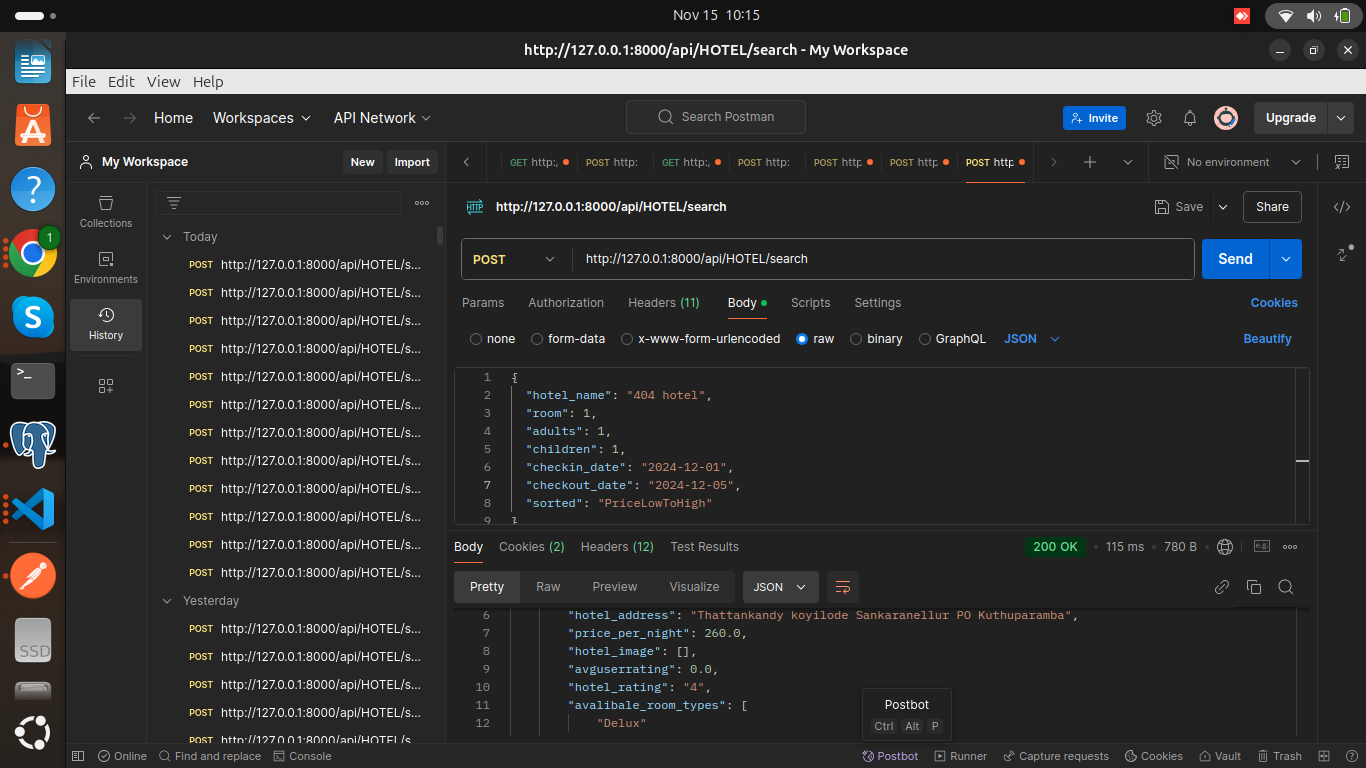 Nov 15 10:15
http://127.0.0.1:8000/api/HOTEL/search - My Workspace
File Edit View Help
Home Workspaces API Network Search Postman Invite Upgrade
My Workspace New Import
GET http:, POST http: GET http:, POST http: POST http POST http POST http No environment
Collections
Environments
History
Today
POST http://127.0.0.1:8000/api/HOTEL/s...
POST http://127.0.0.1:8000/api/HOTEL/s...
POST http://127.0.0.1:8000/api/HOTEL/s...
POST http://127.0.0.1:8000/api/HOTEL/s...
POST http://127.0.0.1:8000/api/HOTEL/s...
POST http://127.0.0.1:8000/api/HOTEL/s...
POST http://127.0.0.1:8000/api/HOTEL/s...
POST http://127.0.0.1:8000/api/HOTEL/s...
POST http://127.0.0.1:8000/api/HOTEL/s...
POST http://127.0.0.1:8000/api/HOTEL/s...
POST http://127.0.0.1:8000/api/HOTEL/s...
POST http://127.0.0.1:8000/api/HOTEL/s...
Yesterday
POST http://127.0.0.1:8000/api/HOTEL/s...
POST http://127.0.0.1:8000/api/HOTEL/s...
POST http://127.0.0.1:8000/api/HOTEL/s...
POST http://127.0.0.1:8000/api/HOTEL/s...
POST http://127.0.0.1:8000/api/HOTEL/s...
HTTP http://127.0.0.1:8000/api/HOTEL/search Save Share
POST http://127.0.0.1:8000/api/HOTEL/search Send
Params Authorization Headers (11) Body Scripts Settings Cookies
none form-data x-www-form-urlencoded raw binary GraphQL JSON Beautify
1 {
2 "hotel_name": "404 hotel",
3 "room": 1,
4 "adults": 1,
5 "children": 1,
6 "checkin_date": "2024-12-01",
7 "checkout_date": "2024-12-05",
8 "sorted": "PriceLowToHigh"
9 }
Body Cookies (2) Headers (12) Test Results 200 OK 115 ms 780 B e.g
Pretty Raw Preview Visualize JSON
6 "hotel_address": "Thattankandy koyilode Sankaranellur PO Kuthuparamba",
7 "price_per_night": 260.0,
8 "hotel_image": [],
9 "avguserrating": 0.0,
10 "hotel_rating": "4",
11 "avalibale_room_types": [
12 "Delux"
Postbot
Ctrl Alt P
Online Find and replace Console Postbot Runner Capture requests Cookies Vault Trash
1
SSD